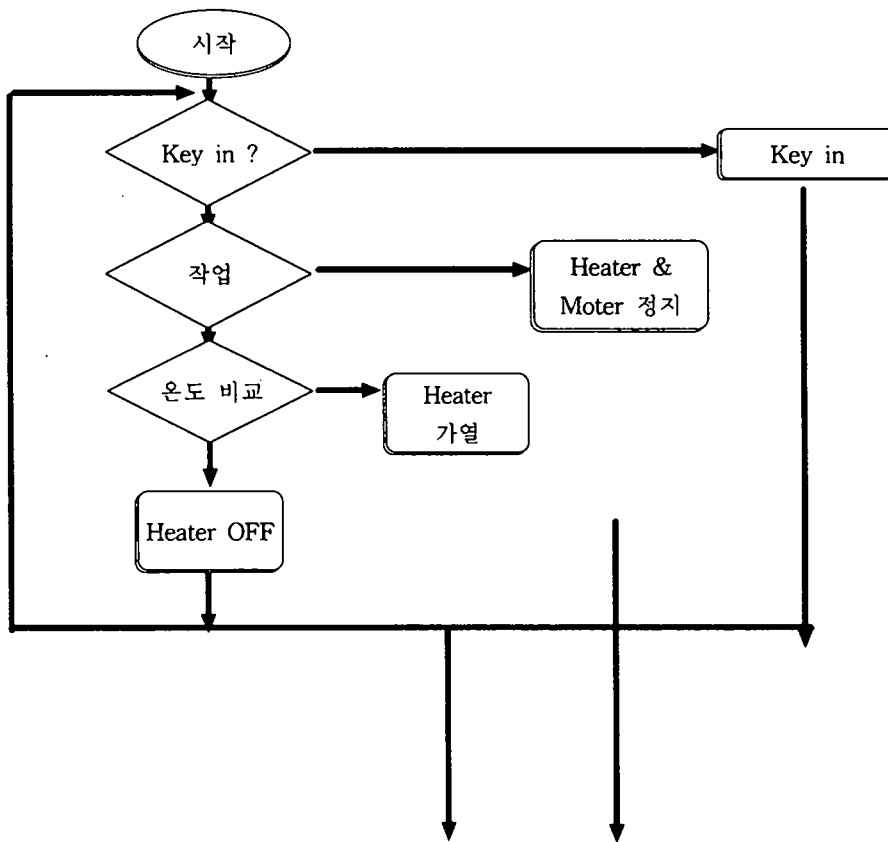 시작
Key in ?
Key in
작업
Heater &
Moter 정지
온도 비교
Heater
가열
Heater OFF